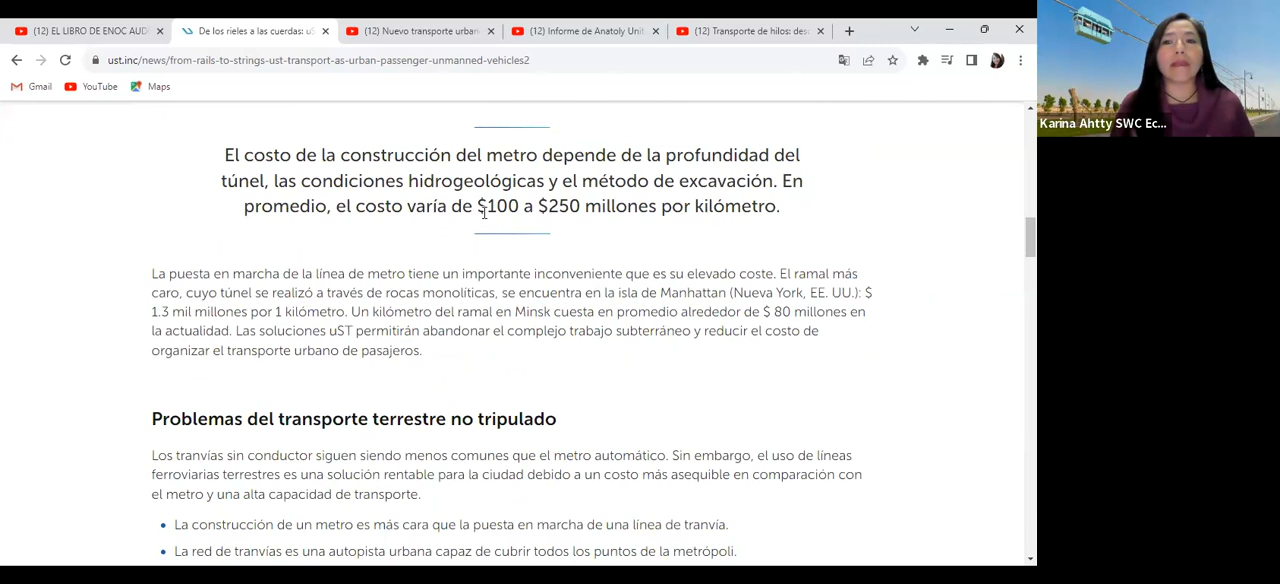 (12) EL LIBRO DE ENOC AUD
De los rieles a las cuerdas: uS
(12) Nuevo transporte urban
(12) Informe de Anatoly Unit
(12) Transporte de hilos: des
ust.inc/news/from-rails-to-strings-ust-transport-as-urban-passenger-unmanned-vehicles2
Gmail YouTube Maps
Karina Ahtty SWC Ec...
El costo de la construcción del metro depende de la profundidad del
túnel, las condiciones hidrogeológicas y el método de excavación. En
promedio, el costo varía de $100 a $250 millones por kilómetro.
La puesta en marcha de la línea de metro tiene un importante inconveniente que es su elevado coste. El ramal más
caro, cuyo túnel se realizó a través de rocas monolíticas, se encuentra en la isla de Manhattan (Nueva York, EE. UU.): $
1.3 mil millones por 1 kilómetro. Un kilómetro del ramal en Minsk cuesta en promedio alrededor de $ 80 millones en
la actualidad. Las soluciones uST permitirán abandonar el complejo trabajo subterráneo y reducir el costo de
organizar el transporte urbano de pasajeros.
Problemas del transporte terrestre no tripulado
Los tranvías sin conductor siguen siendo menos comunes que el metro automático. Sin embargo, el uso de líneas
ferroviarias terrestres es una solución rentable para la ciudad debido a un costo más asequible en comparación con
el metro y una alta capacidad de transporte.
La construcción de un metro es más cara que la puesta en marcha de una línea de tranvía.
La red de tranvías es una autopista urbana capaz de cubrir todos los puntos de la metrópoli.